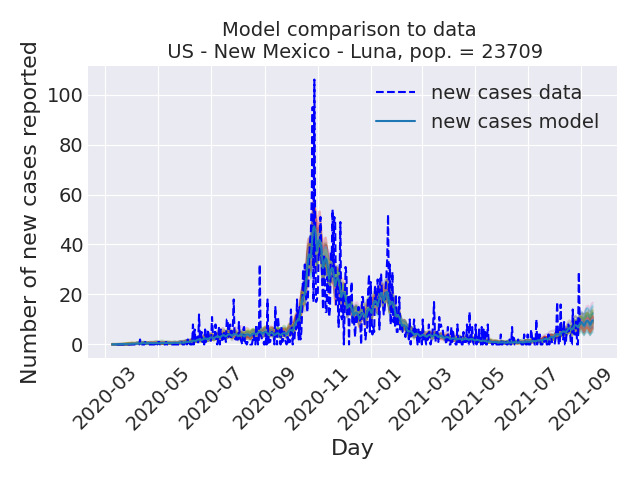 Model comparison to data
US - New Mexico - Luna, pop. = 23709
Number of new cases reported
100
80
60
40
20
0
new cases data
new cases model
2020-03
2020-05
2020-07
2020-09
2020-11
2021-01
2021-03
2021-05
2021-07
2021-09
Day